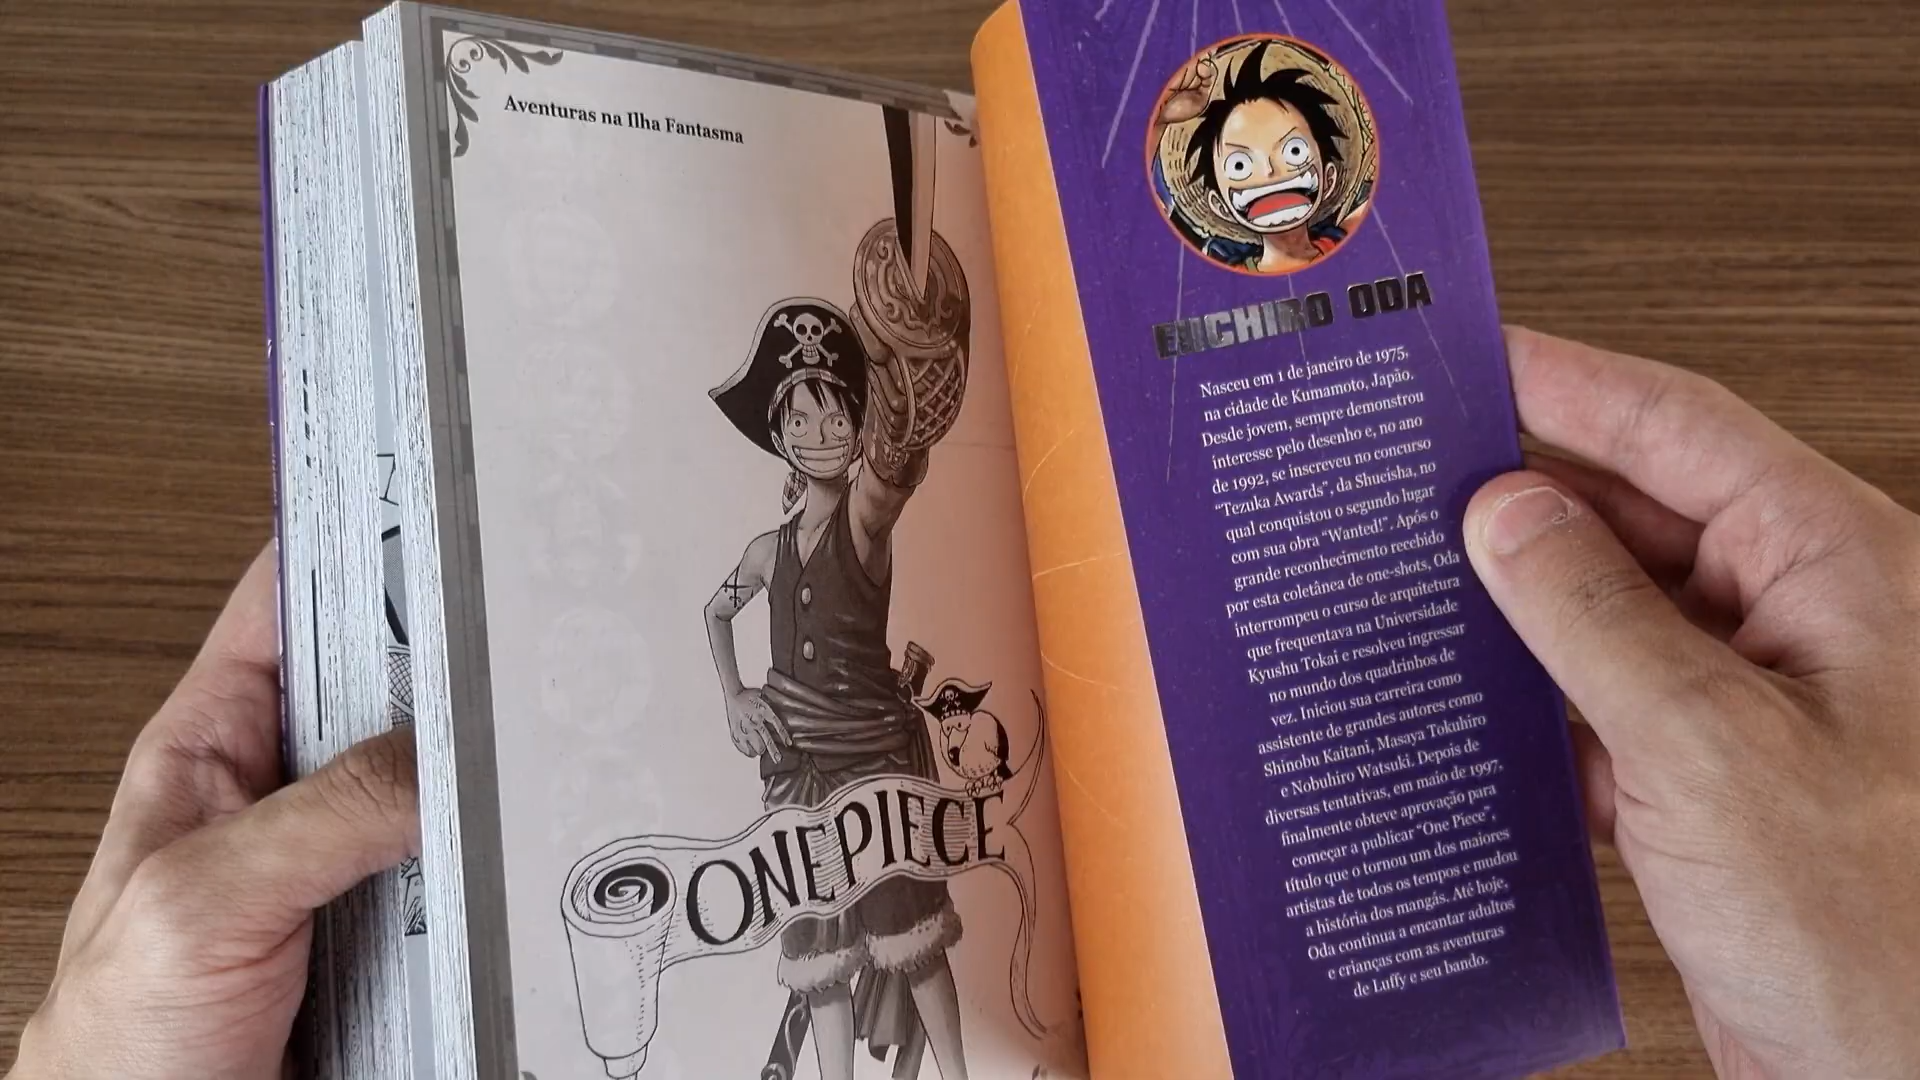 Aventuras na Ilha Fantasma
ONE PIECE
EIICHIRO ODA
Nasceu em 1 de janeiro de 1975,
na cidade de Kumamoto, Japão.
Desde jovem, sempre demonstrou
interesse pelo desenho e, no ano
de 1992, se inscreveu no concurso
“Tezuka Awards”, da Shueisha, no
qual conquistou o segundo lugar
com sua obra “Wanted!”. Após o
grande reconhecimento recebido
por esta coletânea de one-shots, Oda
interrompeu o curso de arquitetura
que frequentava na Universidade
Kyushu Tokai e resolveu ingressar
no mundo dos quadrinhos de
vez. Iniciou sua carreira como
assistente de grandes autores como
Shinobu Kaitani, Masaya Tokuhiro
e Nobuhiro Watsuki. Depois de
diversas tentativas, em maio de 1997,
finalmente obteve aprovação para
começar a publicar “One Piece”,
título que o tornou um dos maiores
artistas de todos os tempos e mudou
a história dos mangás. Até hoje,
Oda continua a encantar adultos
e crianças com as aventuras
de Luffy e seu bando.